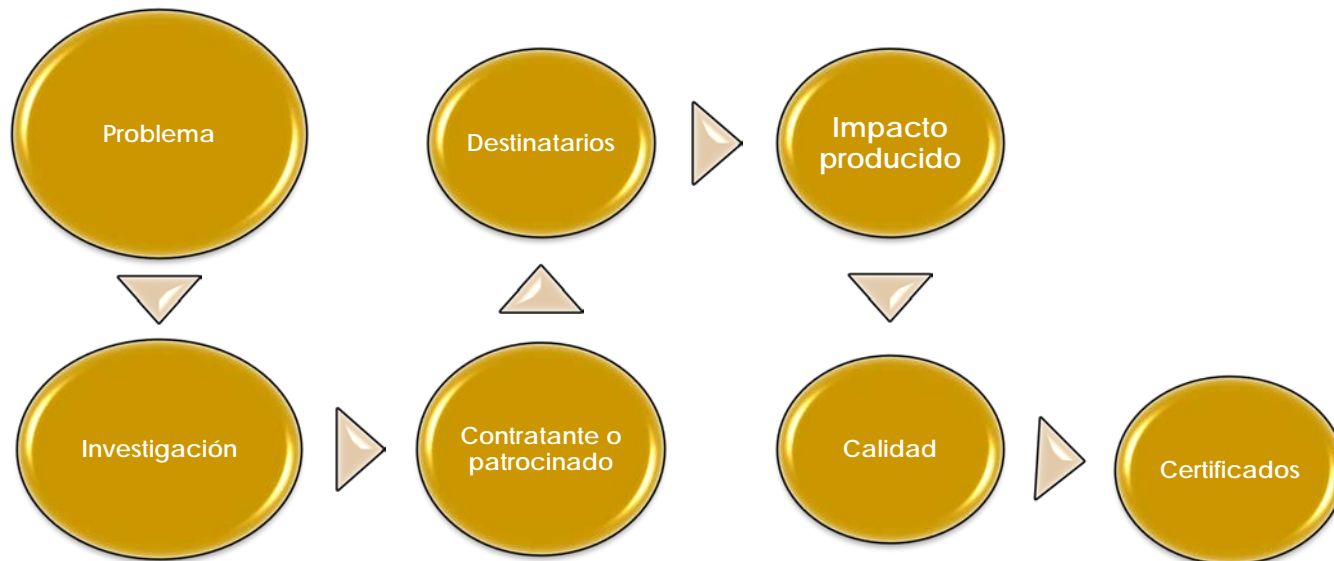 Problema
Investigación
Contratante o
patrocinado
Destinatarios
Impacto
producido
Calidad
Certificados